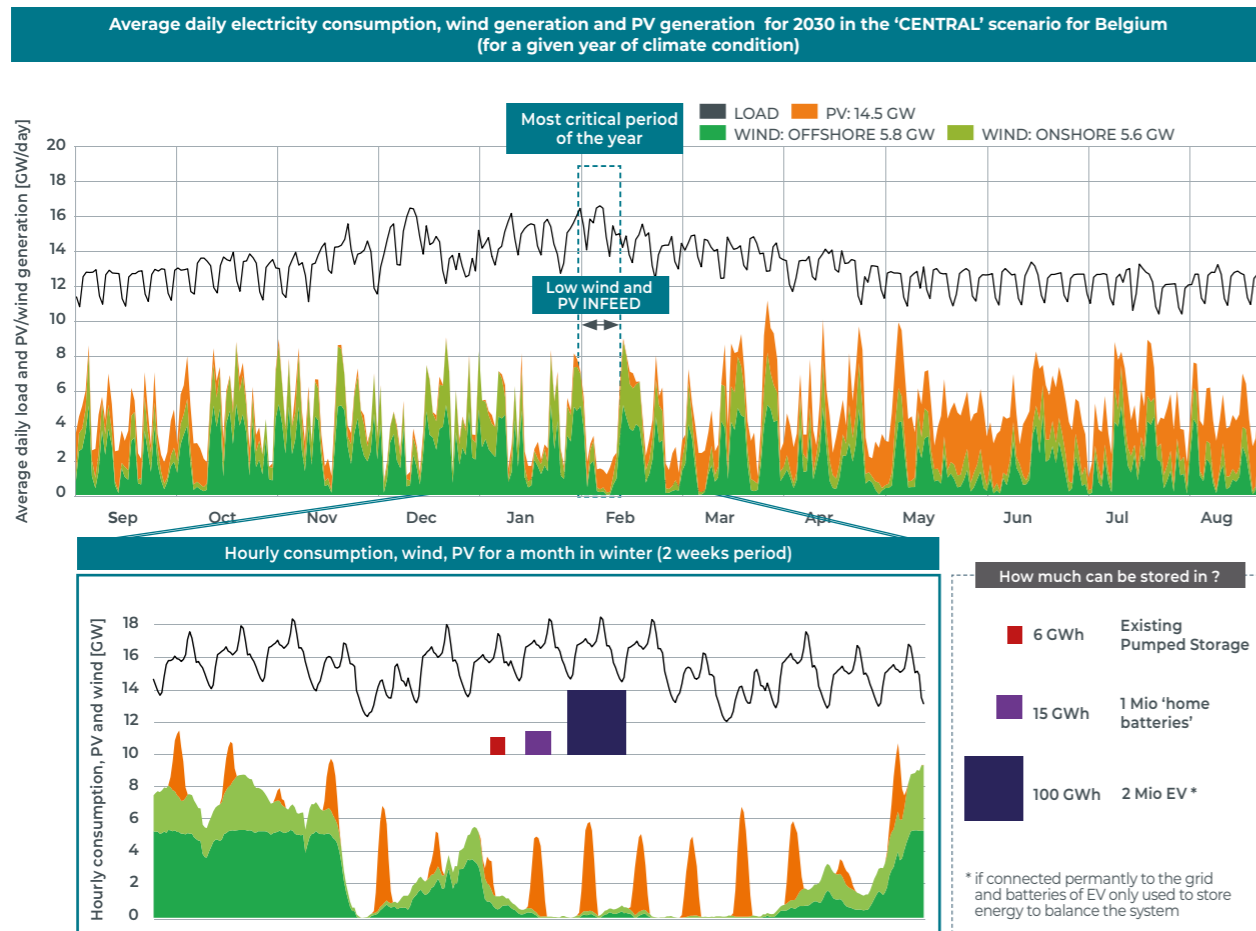 Average daily electricity consumption, wind generation and PV generation for 2030 in the ‘CENTRAL’ scenario for Belgium
(for a given year of climate condition)
Most critical period
of the year
LOAD
PV: 14.5 GW
WIND: OFFSHORE 5.8 GW
WIND: ONSHORE 5.6 GW
Average daily load and PV/wind generation [GW/day]
20
18
16
14
12
10
8
6
4
2
0
Low wind and
PV INFEED
Sep
Oct
Nov
Dec
Jan
Feb
Mar
Apr
May
Jun
Jul
Aug
Hourly consumption, wind, PV for a month in winter (2 weeks period)
Hourly consumption, PV and wind [GW]
18
16
14
12
10
8
6
4
2
0
How much can be stored in ?
6 GWh
Existing
Pumped Storage
15 GWh
1 Mio ‘home
batteries’
100 GWh
2 Mio EV *
* if connected permantly to the grid
and batteries of EV only used to store
energy to balance the system